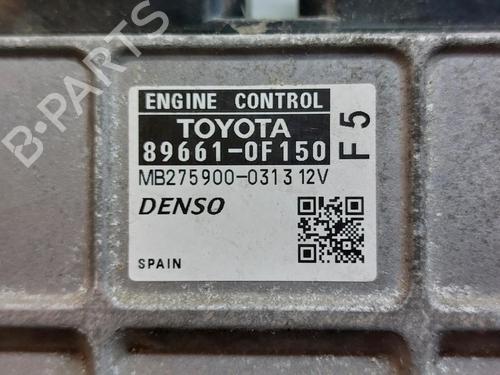 B-PARTS
ENGINE CONTROL
TOYOTA
89661-0F150
F5
MB275900-0313 12V
DENSO
SPAIN